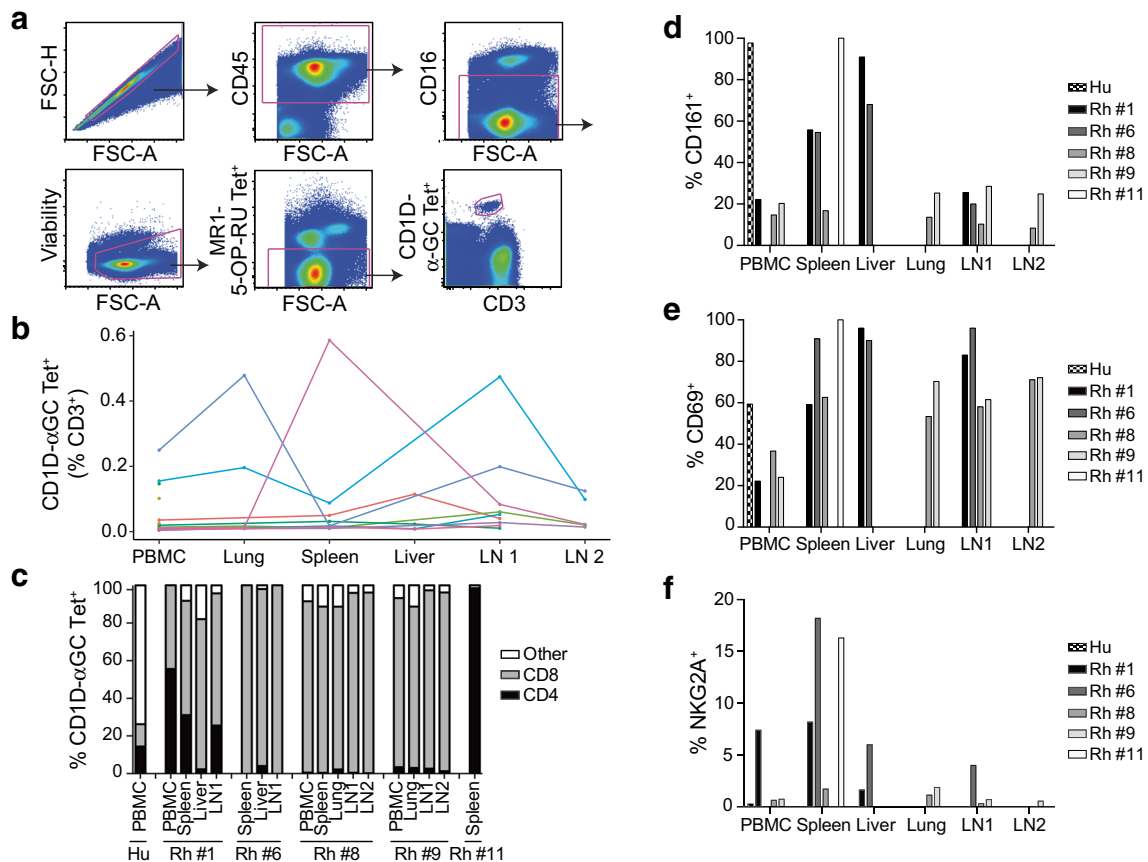 a
FSC-H
FSC-A
CD45
FSC-A
CD16
FSC-A
Viability
FSC-A
MR1-
5-OP-RU Tet+
FSC-A
CD1D-
α-GC Tet+
CD3
b
CD1D-αGC Tet+
(% CD3+)
0.6
0.4
0.2
0.0
PBMC Lung Spleen Liver LN 1 LN 2
c
% CD1D-αGC Tet+
100
80
60
40
20
0
PBMC
PBMC
Spleen
Liver
LN1
Spleen
Liver
LN1
PBMC
Spleen
Lung
LN1
LN2
PBMC
Lung
LN1
LN2
Spleen
Hu Rh #1 Rh #6 Rh #8 Rh #9 Rh #11
Other
CD8
CD4
d
% CD161+
100
80
60
40
20
0
PBMC Spleen Liver Lung LN1 LN2
Hu
Rh #1
Rh #6
Rh #8
Rh #9
Rh #11
e
% CD69+
100
80
60
40
20
0
PBMC Spleen Liver Lung LN1 LN2
Hu
Rh #1
Rh #6
Rh #8
Rh #9
Rh #11
f
% NKG2A+
20
15
10
5
0
PBMC Spleen Liver Lung LN1 LN2
Hu
Rh #1
Rh #6
Rh #8
Rh #9
Rh #11